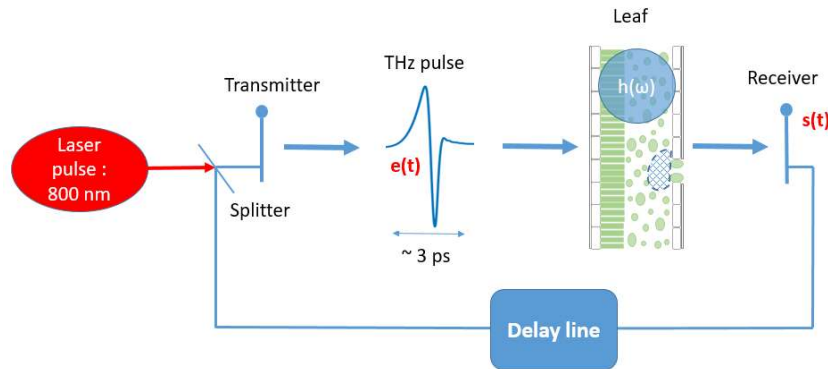 Leaf
THz pulse
Transmitter
Receiver
h(ω)
s(t)
Laser
pulse :
800 nm
e(t)
Splitter
~ 3 ps
Delay line